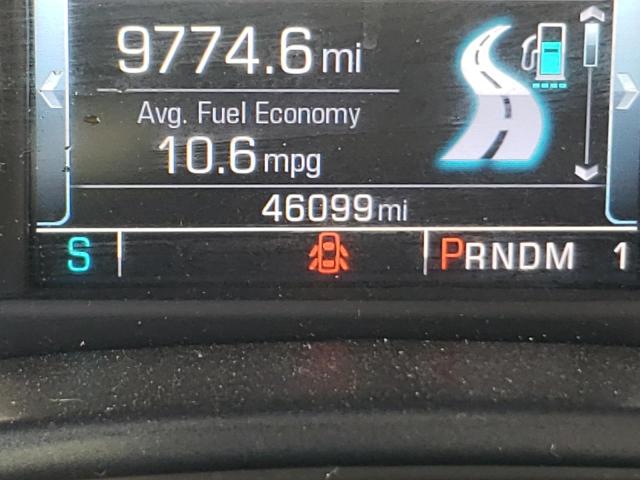 9774.6 mi
Avg. Fuel Economy
10.6 mpg
46099 mi
S PRNDM 1